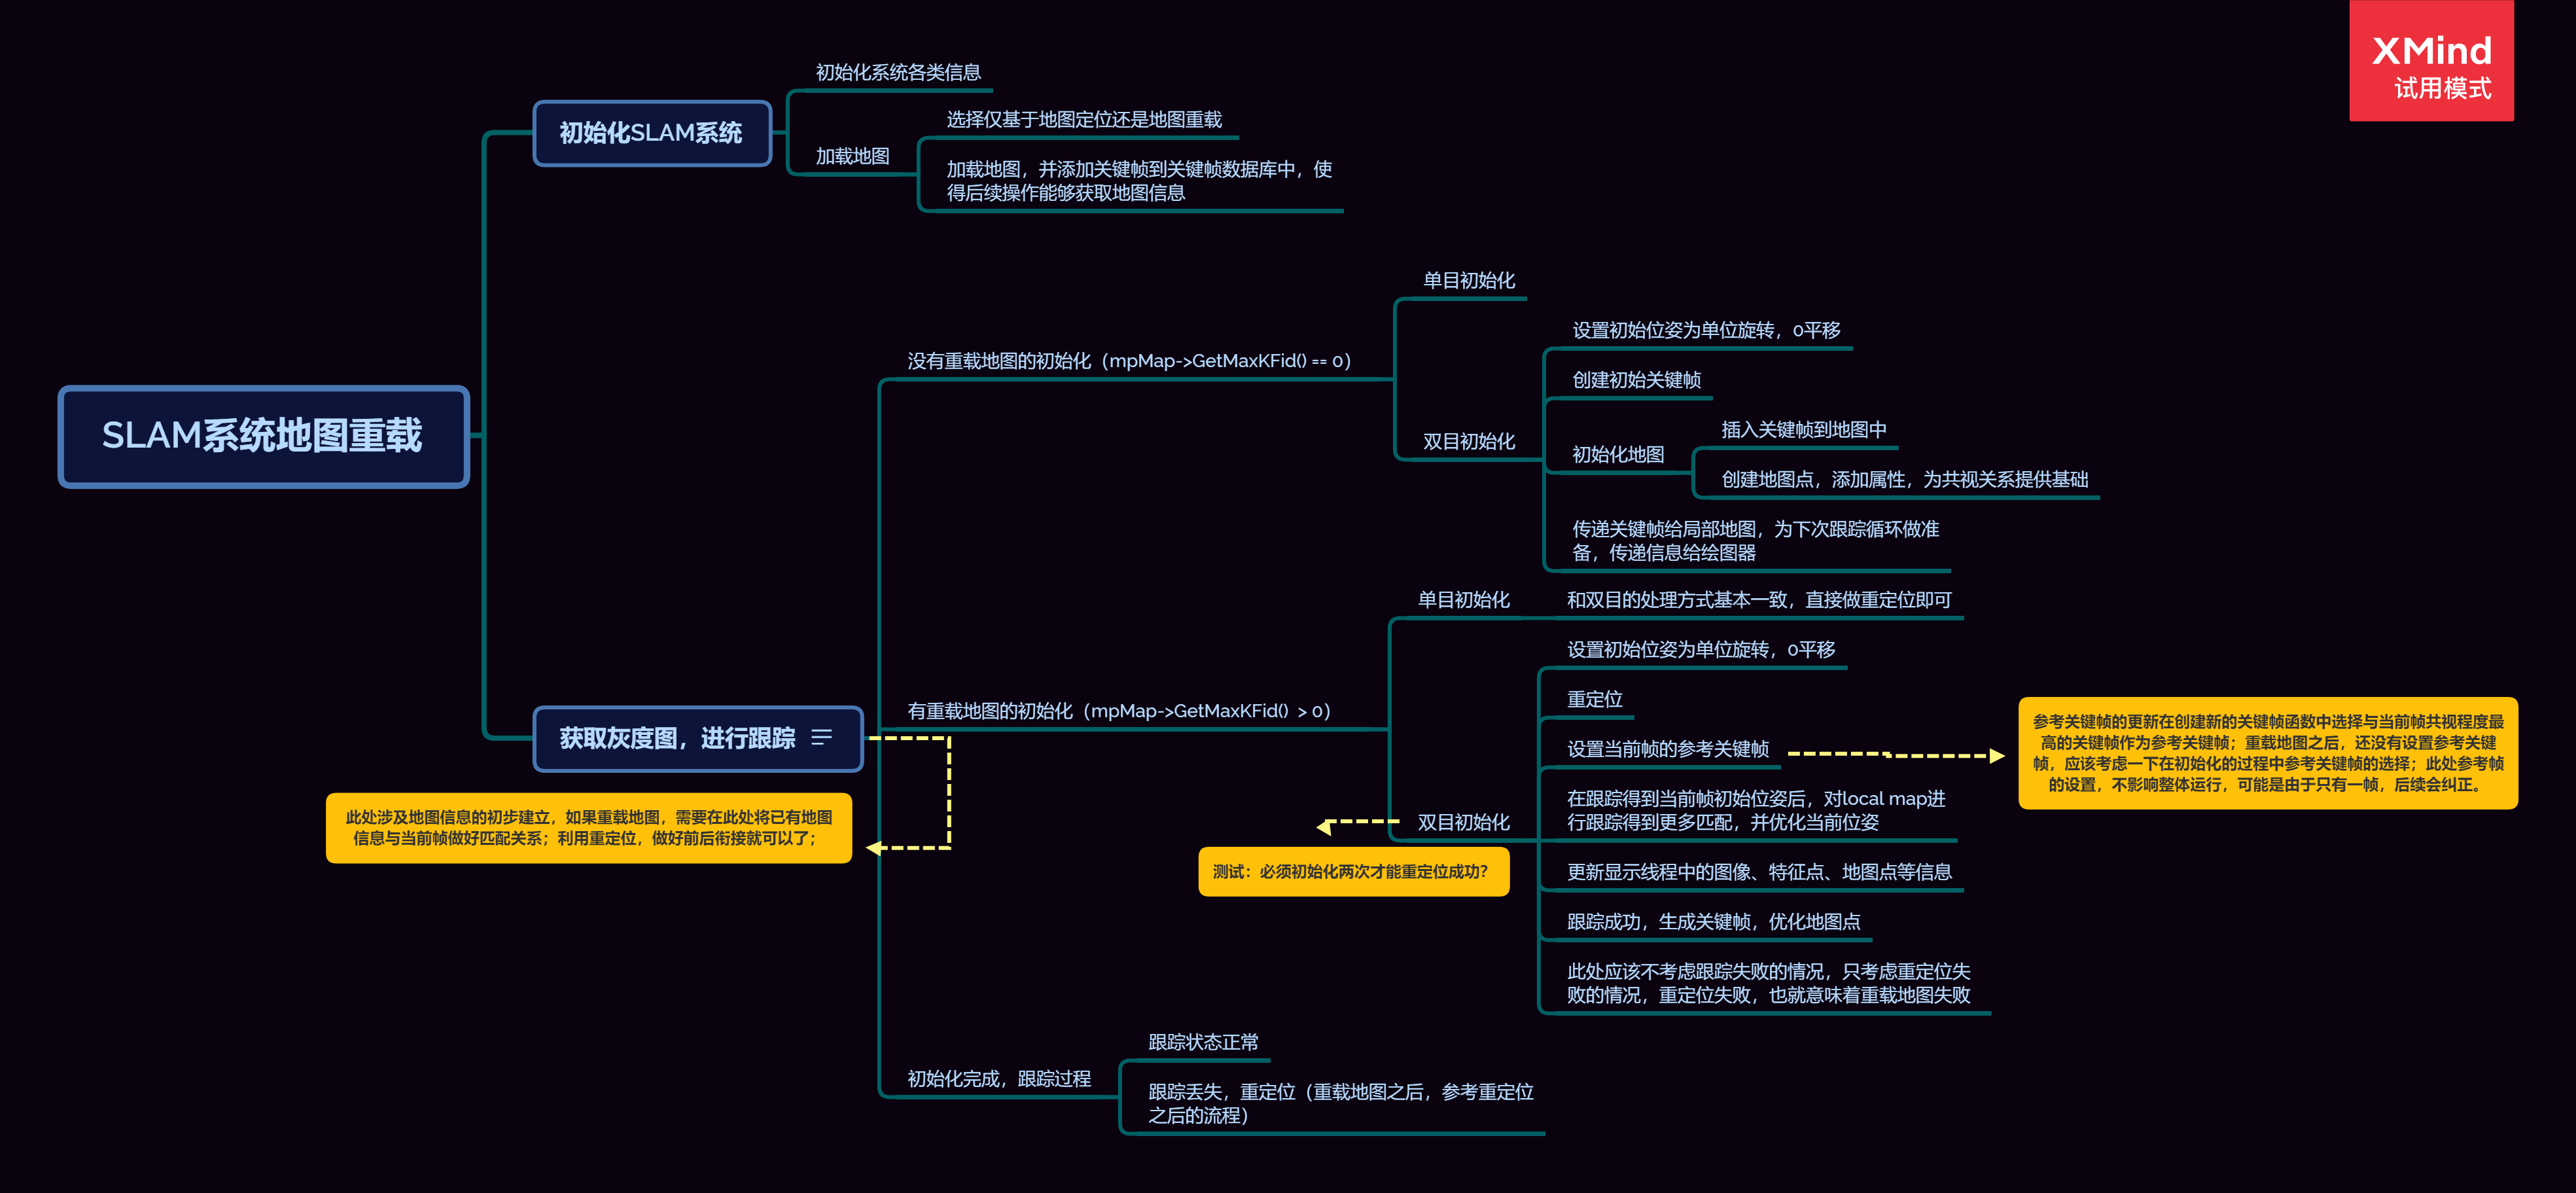 XMind
试用模式
SLAM系统地图重载
初始化SLAM系统
初始化系统各类信息
加载地图
选择仅基于地图定位还是地图重载
加载地图，并添加关键帧到关键帧数据库中，使
得后续操作能够获取地图信息
获取灰度图，进行跟踪
此处涉及地图信息的初步建立，如果重载地图，需要在此处将已有地图
信息与当前帧做好匹配关系；利用重定位，做好前后衔接就可以了；
没有重载地图的初始化（mpMap->GetMaxKFid() == 0）
单目初始化
双目初始化
设置初始位姿为单位旋转，0平移
创建初始关键帧
初始化地图
插入关键帧到地图中
创建地图点，添加属性，为共视关系提供基础
传递关键帧给局部地图，为下次跟踪循环做准
备，传递信息给绘图器
有重载地图的初始化（mpMap->GetMaxKFid() > 0）
单目初始化
和双目的处理方式基本一致，直接做重定位即可
双目初始化
测试：必须初始化两次才能重定位成功？
设置初始位姿为单位旋转，0平移
重定位
设置当前帧的参考关键帧
参考关键帧的更新在创建新的关键帧函数中选择与当前帧共视程度最
高的关键帧作为参考关键帧；重载地图之后，还没有设置参考关键
帧，应该考虑一下在初始化的过程中参考关键帧的选择；此处参考帧
的设置，不影响整体运行，可能是由于只有一帧，后续会纠正。
在跟踪得到当前帧初始位姿后，对local map进
行跟踪得到更多匹配，并优化当前位姿
更新显示线程中的图像、特征点、地图点等信息
跟踪成功，生成关键帧，优化地图点
此处应该不考虑跟踪失败的情况，只考虑重定位失
败的情况，重定位失败，也就意味着重载地图失败
初始化完成，跟踪过程
跟踪状态正常
跟踪丢失，重定位（重载地图之后，参考重定位
之后的流程）